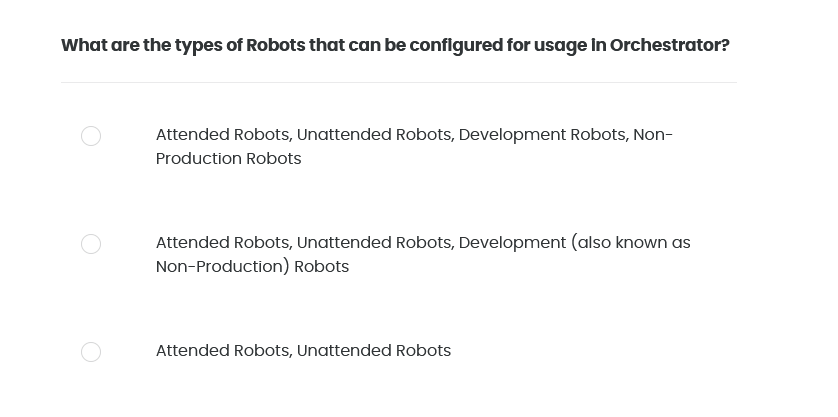 What are the types of Robots that can be configured for usage in Orchestrator?
Attended Robots, Unattended Robots, Development Robots, Non-
Production Robots
Attended Robots, Unattended Robots, Development (also known as
Non-Production) Robots
Attended Robots, Unattended Robots